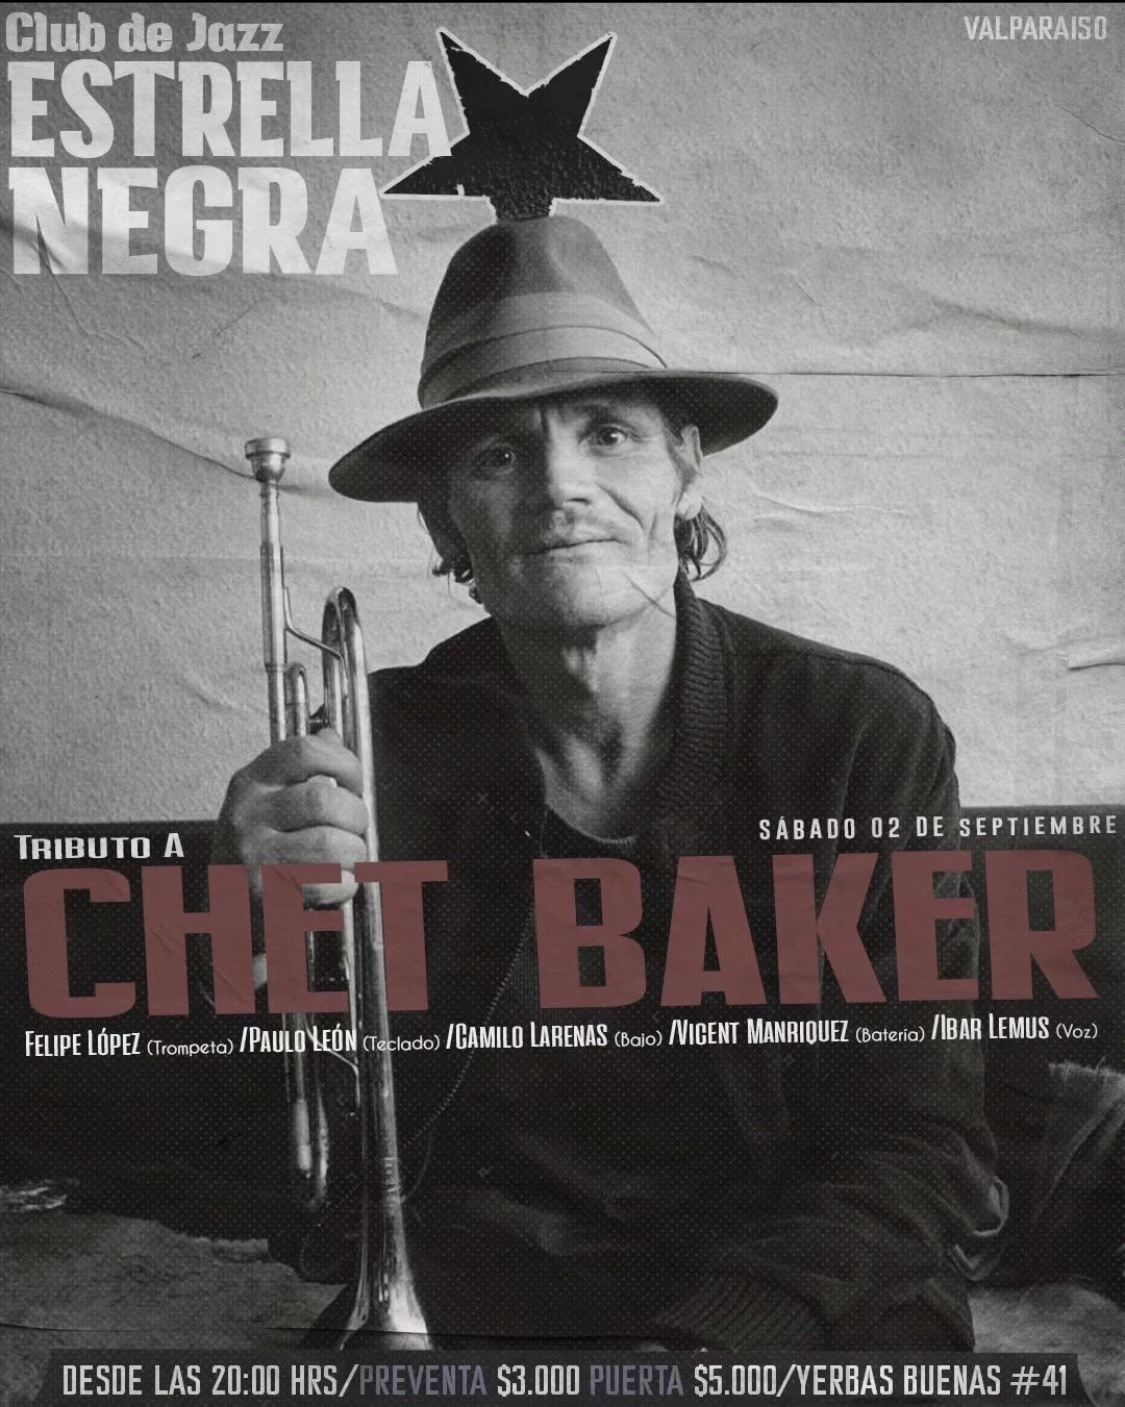 Club de Jazz
ESTRELLA
NEGRA
VALPARAISO
SÁBADO 02 DE SEPTIEMBRE
TRIBUTO A
CHET BAKER
FELIPE LÓPEZ (Trompeta) /PAULO LEÓN (Teclado) /CAMILO LARENAS (Bajo) /VICENT MANRIQUEZ (Batería) /IBAR LEMUS (Voz)
DESDE LAS 20:00 HRS/PREVENTA $3.000 PUERTA $5.000/YERBAS BUENAS #41